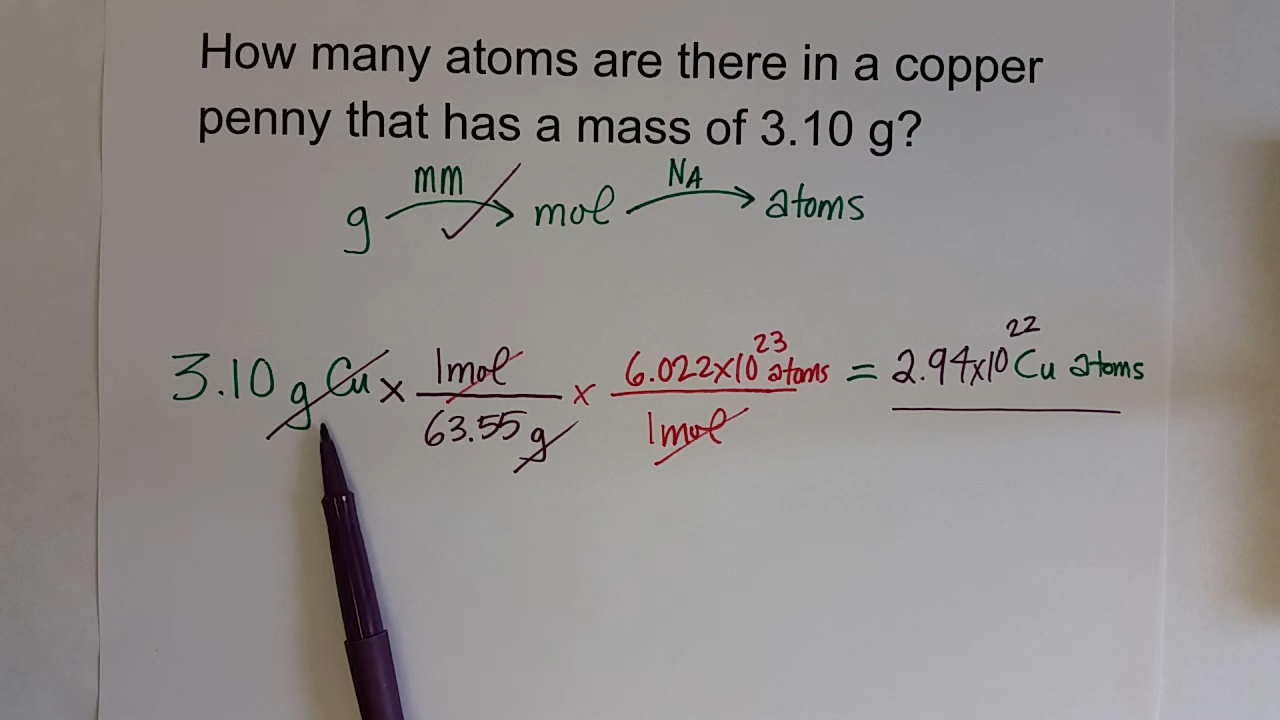 How many atoms are there in a copper
penny that has a mass of 3.10 g?
g MM mol NA atoms
3.10 g Cu x 1mol / 63.55 g x 6.022x10^23 atoms / 1mol = 2.94x10^22 Cu atoms